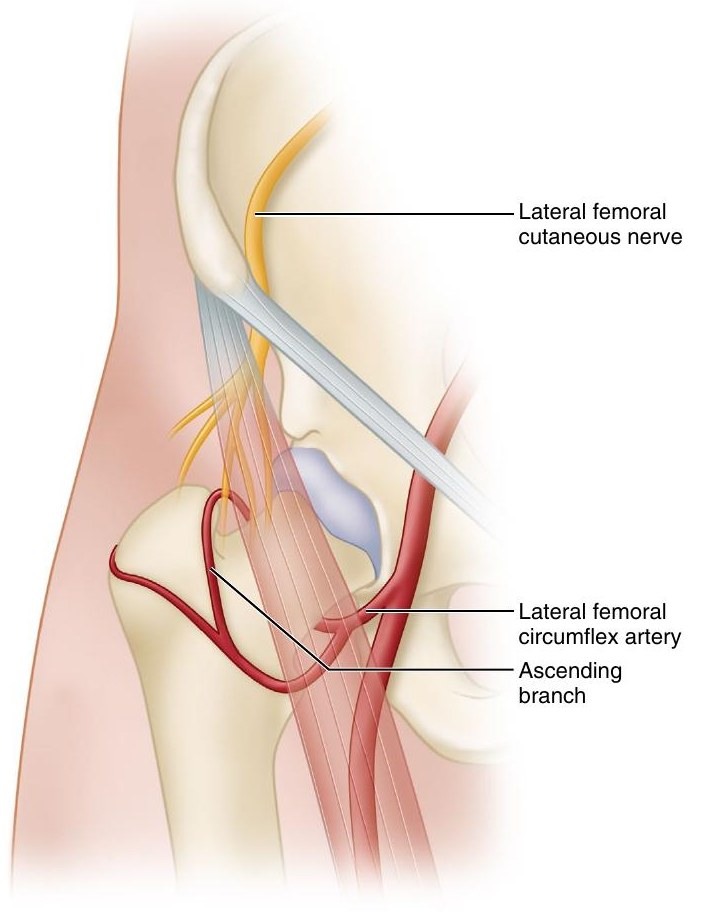 Lateral femoral
cutaneous nerve
Lateral femoral
circumflex artery
Ascending
branch